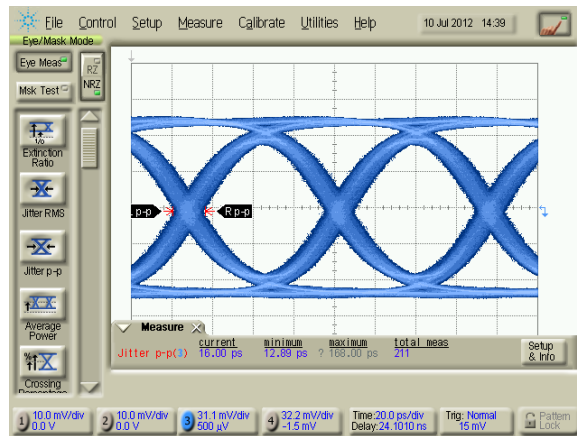 File Control Setup Measure Calibrate Utilities Help 10 Jul 2012 14:39
Eye/Mask Mode
Eye Meas
RZ
NRZ
Msk Test
1/0
Extinction
Ratio
Jitter RMS
Jitter p-p
Average
Power
Crossing
L p-p
R p-p
Measure
current minimum maximum total meas
Jitter p-p(3) 16.00 ps 12.89 ps ? 168.00 ps 211
Setup
& Info
1 10.0 mV/div
0.0 V
2 10.0 mV/div
0.0 V
3 31.1 mV/div
500 µV
4 32.2 mV/div
-1.5 mV
Time:20.0 ps/div
Delay:24.1010 ns
Trig: Normal
15 mV
Pattern
Lock